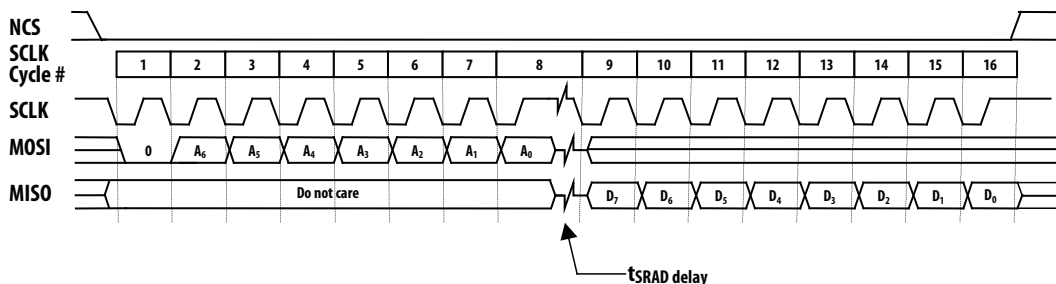 NCS
SCLK
Cycle # 1 2 3 4 5 6 7 8 9 10 11 12 13 14 15 16
SCLK
MOSI 0 A6 A5 A4 A3 A2 A1 A0
MISO Do not care D7 D6 D5 D4 D3 D2 D1 D0
tSRAD delay